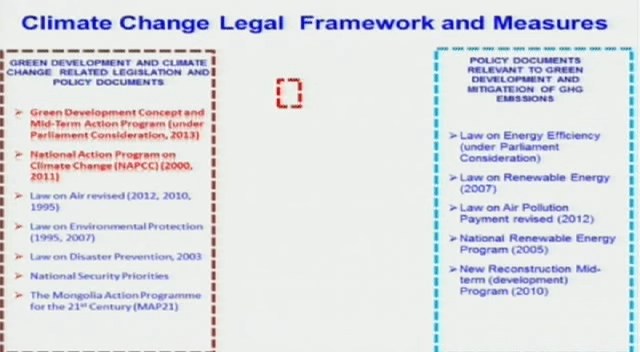 Climate Change Legal Framework and Measures
GREEN DEVELOPMENT AND CLIMATE
CHANGE RELATED LEGISLATION AND
POLICY DOCUMENTS
➢ Green Development Concept and
Mid-Term Action Program (under
Parliament Consideration, 2013)
➢ National Action Program on
Climate Change (NAPCC) (2000,
2011)
➢ Law on Air revised (2012, 2010,
1995)
➢ Law on Environmental Protection
(1995, 2007)
➢ Law on Disaster Prevention, 2003
➢ National Security Priorities
➢ The Mongolia Action Programme
for the 21st Century (MAP21)
POLICY DOCUMENTS
RELEVANT TO GREEN
DEVELOPMENT AND
MITIGATEION OF GHG
EMISSIONS
➢ Law on Energy Efficiency
(under Parliament
Consideration)
➢ Law on Renewable Energy
(2007)
➢ Law on Air Pollution
Payment revised (2012)
➢ National Renewable Energy
Program (2005)
➢ New Reconstruction Mid-
term (development)
Program (2010)